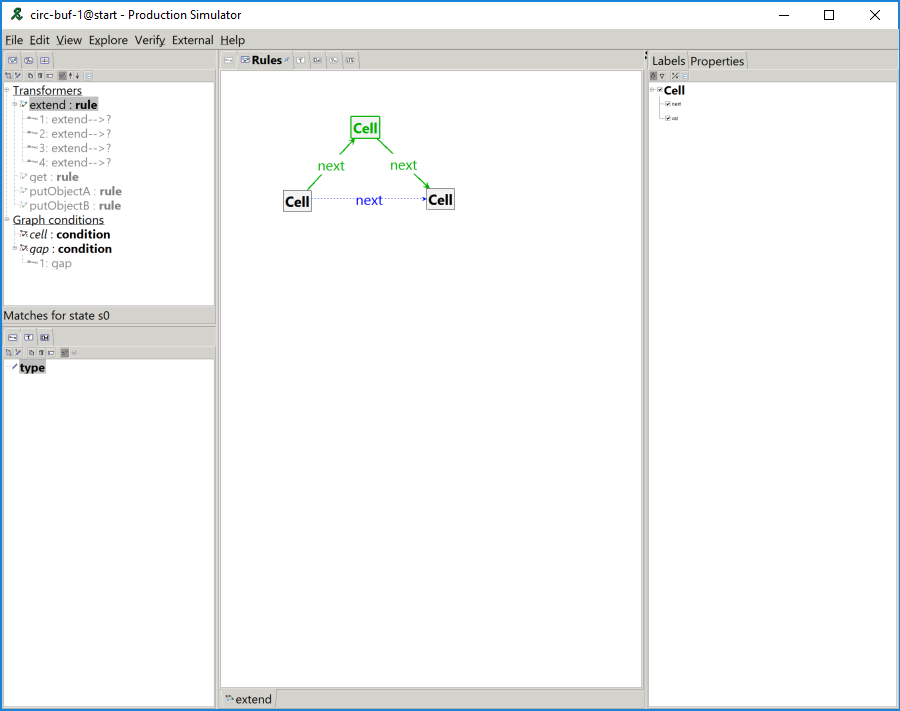 circ-buf-1@start - Production Simulator
File Edit View Explore Verify External Help
Rules
Labels Properties
Transformers
extend : rule
1: extend-->?
2: extend-->?
3: extend-->?
4: extend-->?
get : rule
putObjectA : rule
putObjectB : rule
Graph conditions
cell : condition
gap : condition
1: gap
Matches for state s0
type
Cell
next next
Cell next Cell
extend
Cell
next
val